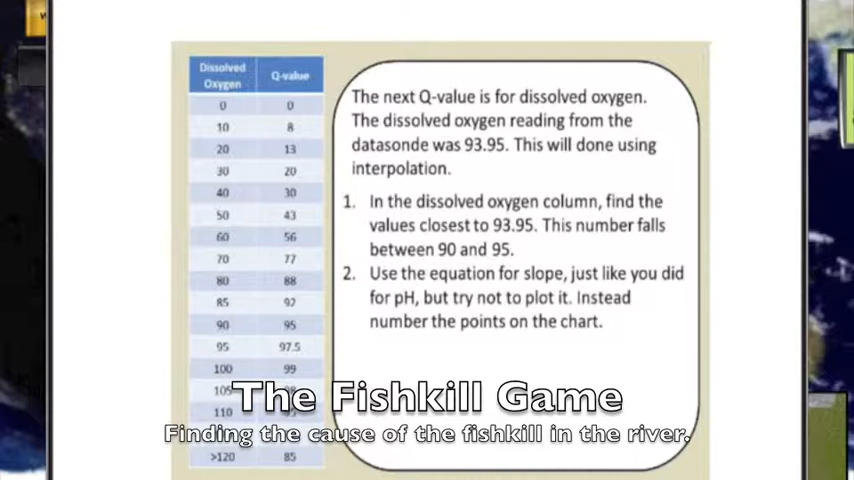 Dissolved Oxygen Q-value
0 0
10 8
20 13
30 20
40 30
50 43
60 56
70 77
80 88
85 92
90 95
95 97.5
100 99
105 98
110
>120 85
The next Q-value is for dissolved oxygen.
The dissolved oxygen reading from the
datasonde was 93.95. This will done using
interpolation.
1. In the dissolved oxygen column, find the
values closest to 93.95. This number falls
between 90 and 95.
2. Use the equation for slope, just like you did
for pH, but try not to plot it. Instead
number the points on the chart.
The Fishkill Game
Finding the cause of the fishkill in the river.